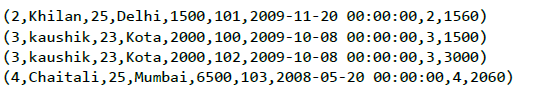 (2,Khilan,25,Delhi,1500,101,2009-11-20 00:00:00,2,1560)
(3,kaushik,23,Kota,2000,100,2009-10-08 00:00:00,3,1500)
(3,kaushik,23,Kota,2000,102,2009-10-08 00:00:00,3,3000)
(4,Chaitali,25,Mumbai,6500,103,2008-05-20 00:00:00,4,2060)